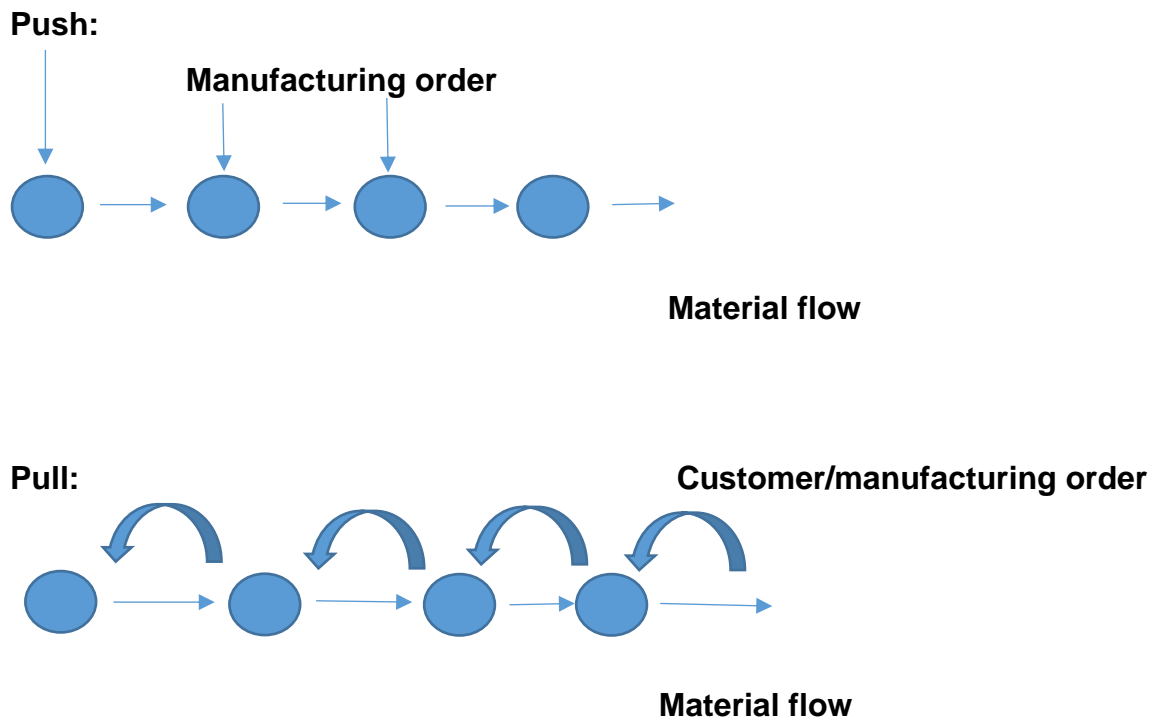 Push:
Manufacturing order
Material flow
Pull:
Customer/manufacturing order
Material flow